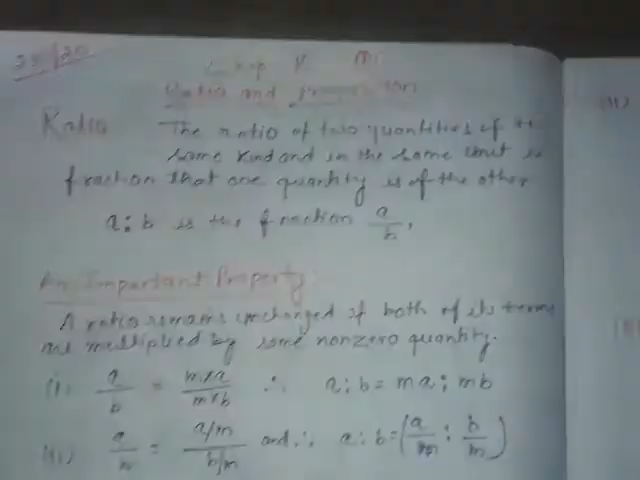 Ratio and
Ratio The ratio of two quantities of the
same kind and in the same unit is
fraction that one quantity is of the other
a : b is the fraction a/b,
An Important Property:
A ratio remains unchanged if both of its terms
are multiplied by some nonzero quantity.
(i) a/b = m×a/m×b ∴ a : b = ma : mb
(ii) a/b = a/m / b/m and ∴ a : b = (a/m : b/m)
(11)